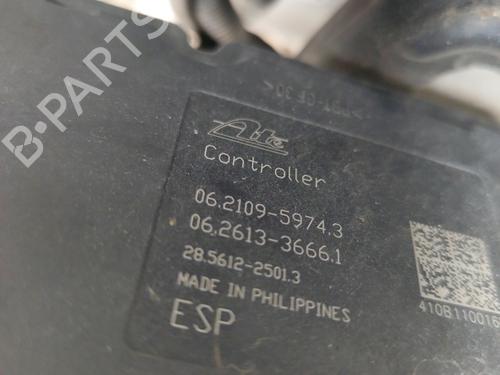 Ate
Controller
06.2109-5974.3
06.2613-3666.1
28.5612-2501.3
MADE IN PHILIPPINES
ESP
B-PARTS